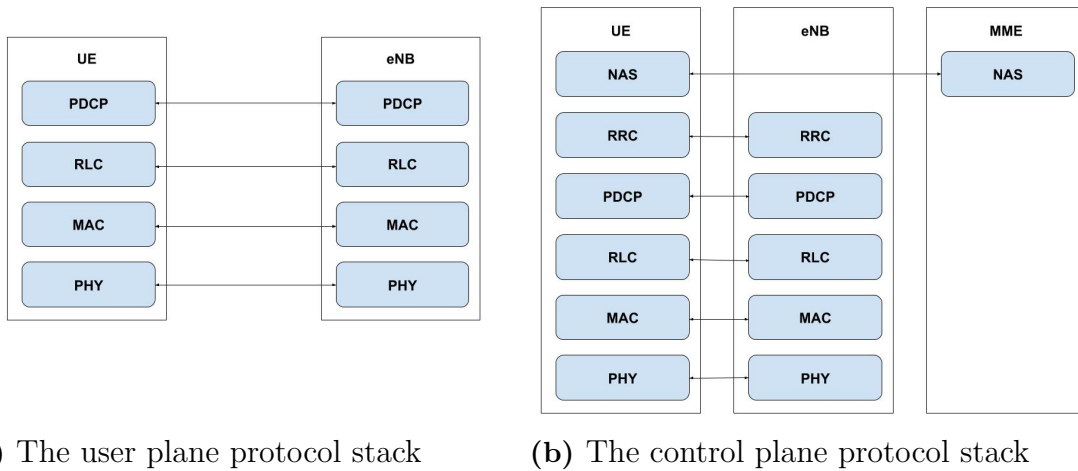 UE
eNB
PDCP
PDCP
RLC
RLC
MAC
MAC
PHY
PHY
) The user plane protocol stack
UE
eNB
MME
NAS
NAS
RRC
RRC
PDCP
PDCP
RLC
RLC
MAC
MAC
PHY
PHY
(b) The control plane protocol stack